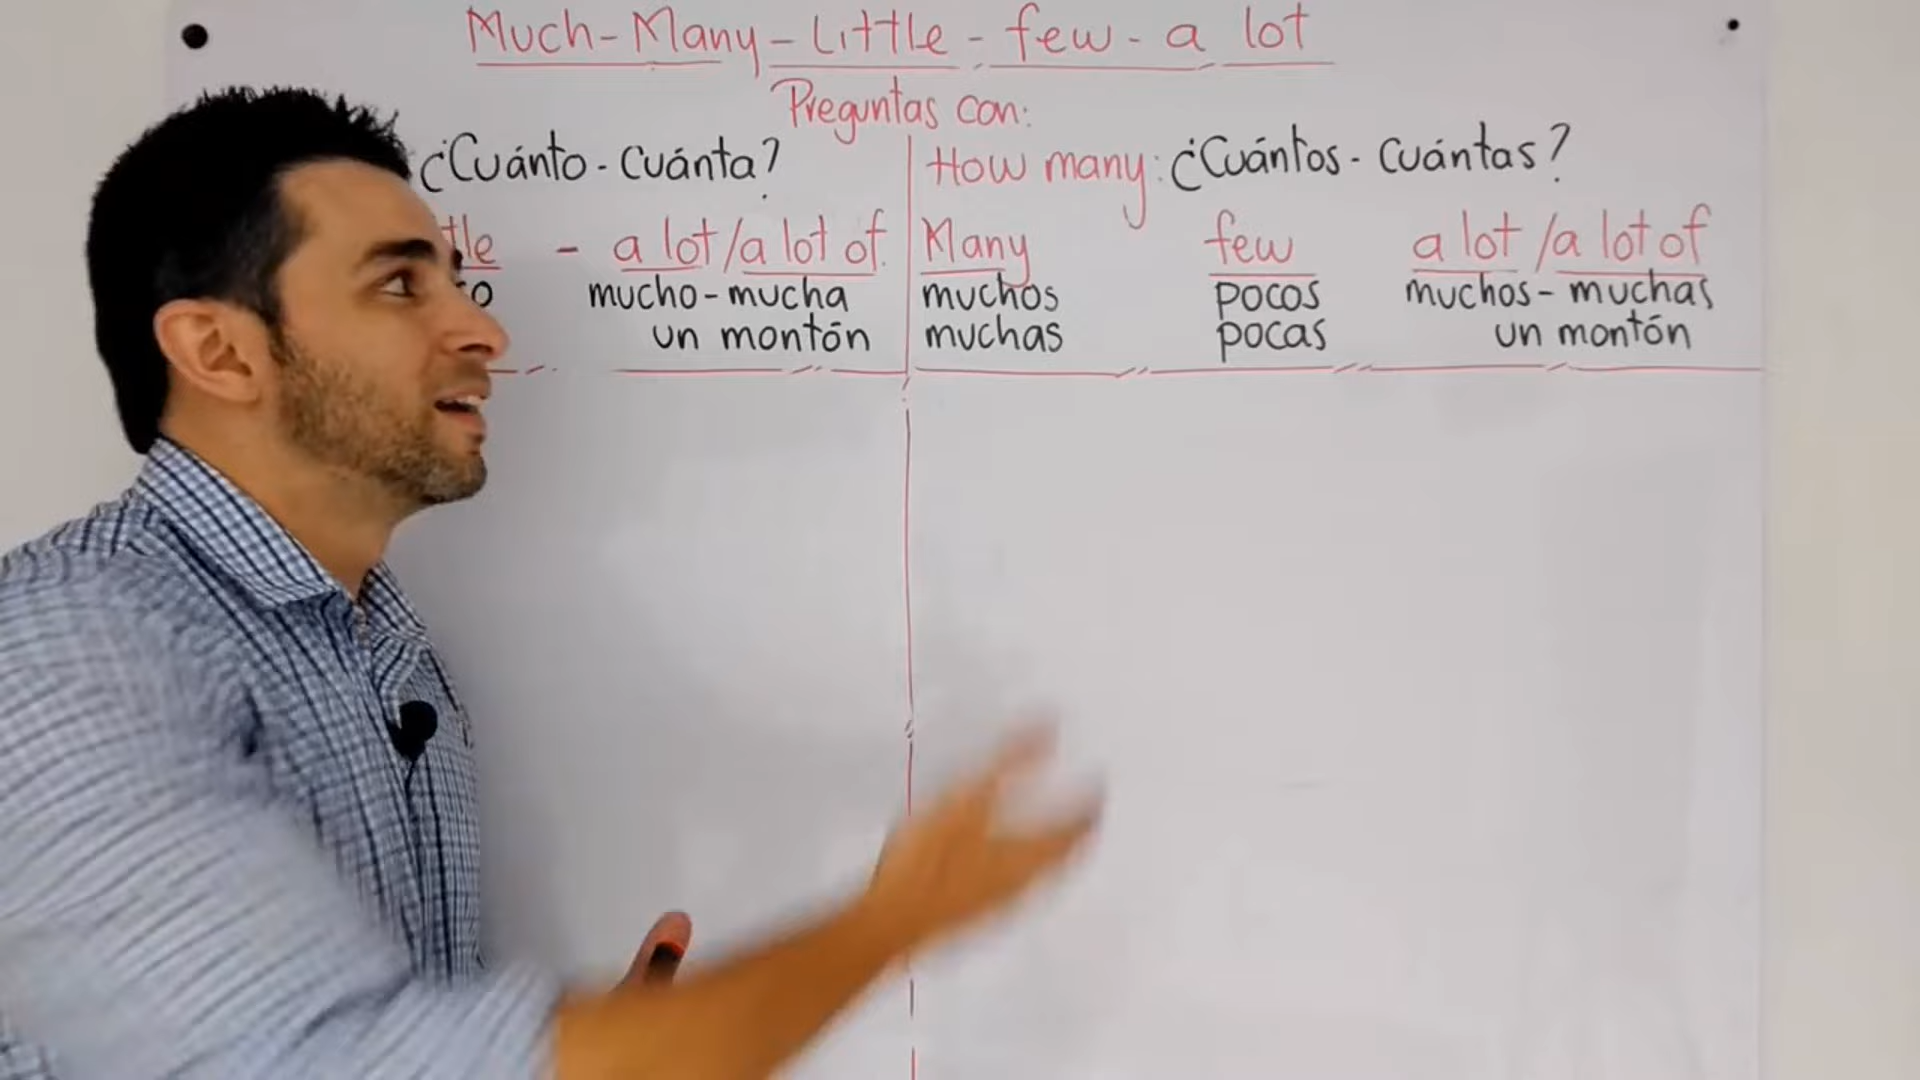 Much-Many-Little-few-a lot
Preguntas con:
¿Cuánto-cuánta?
How many: ¿Cuántos-cuántas?
- a lot/a lot of
Many few a lot/a lot of
mucho-mucha
un montón
muchos pocos muchos-muchas
muchas pocas un montón